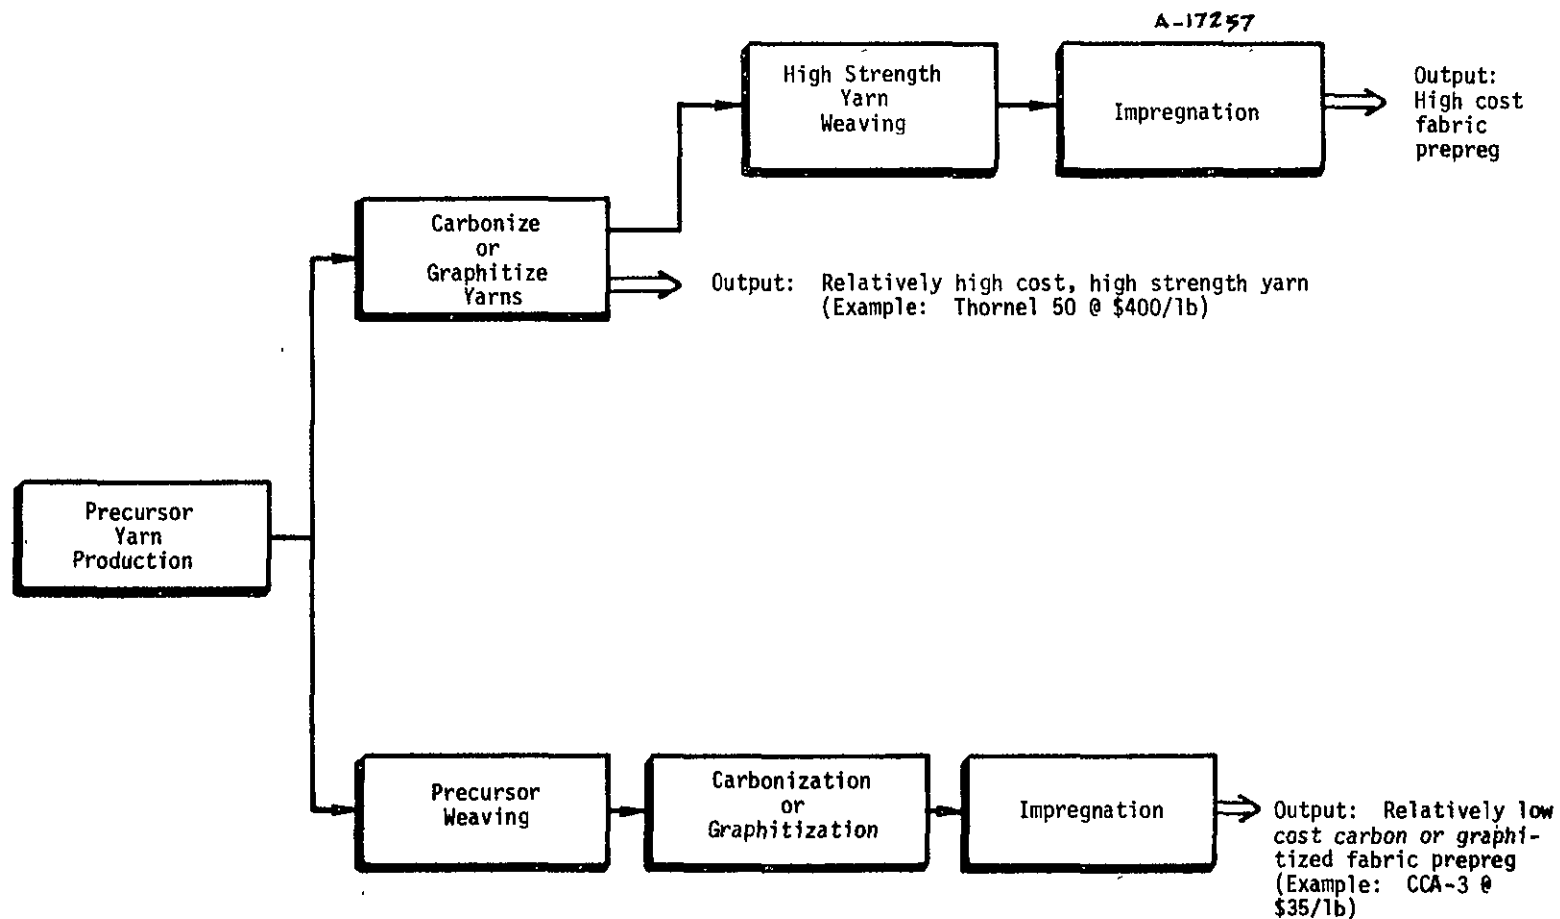 A-17257
High Strength
Yarn
Weaving
Impregnation
Output:
High cost
fabric
prepreg
Carbonize
or
Graphitize
Yarns
Output: Relatively high cost, high strength yarn
(Example: Thornel 50 @ $400/lb)
Precursor
Yarn
Production
Precursor
Weaving
Carbonization
or
Graphitization
Impregnation
Output: Relatively low
cost carbon or graphi-
tized fabric prepreg
(Example: CCA-3 @
$35/lb)